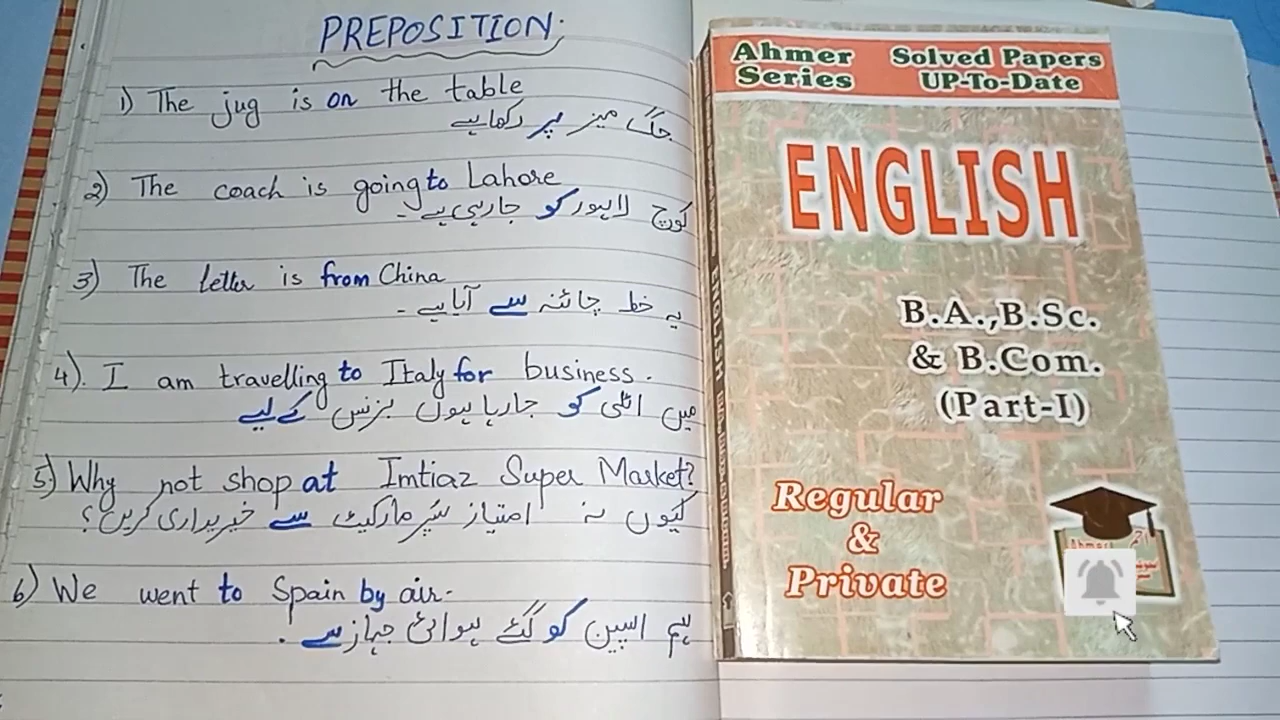 PREPOSITION.
1) The jug is on the table
جگ میز پر رکھا ہے
2) The coach is going to Lahore
کوچ لاہور کو جا رہی ہے۔
3) The letter is from China
یہ خط چائنہ سے آیا ہے۔
4). I am travelling to Italy for business.
میں اٹلی کو جا رہا ہوں بزنس کے لیے
5) Why not shop at Imtiaz Super Market?
کیوں نہ امتیاز سپر مارکیٹ سے خریداری کریں؟
6) We went to Spain by air.
ہم اسپین کو گئے ہوائی جہاز سے۔
Ahmer Series
Solved Papers
UP-To-Date
ENGLISH
B.A.,B.Sc.
& B.Com.
(Part-I)
Regular
&
Private